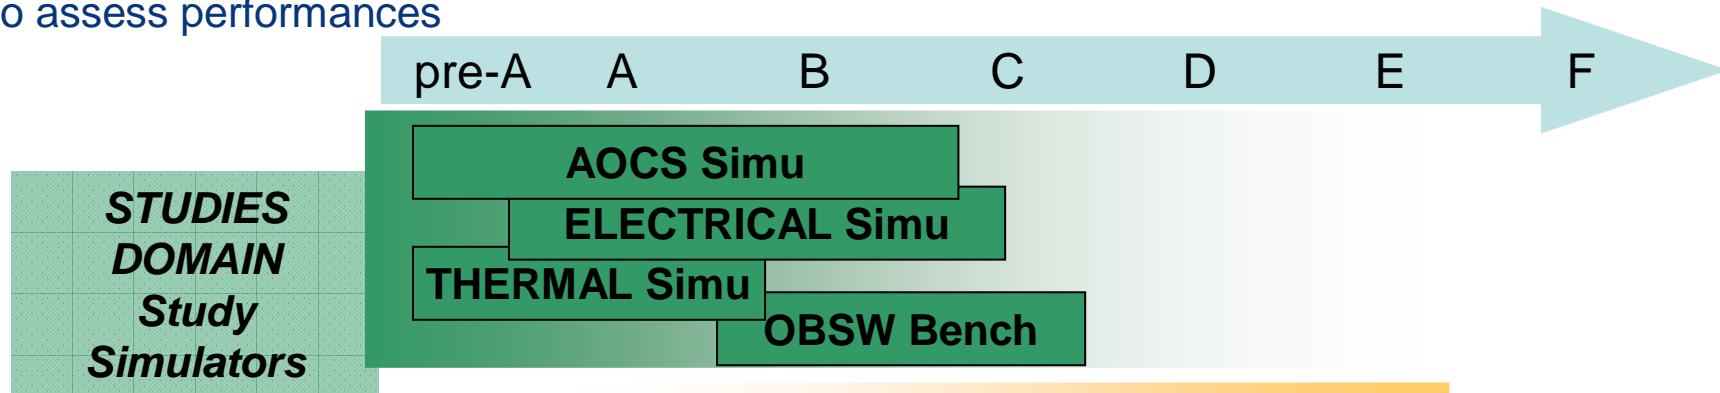 o assess performances
pre-A A B C D E F
AOCS Simu
ELECTRICAL Simu
THERMAL Simu
OBSW Bench
STUDIES
DOMAIN
Study
Simulators